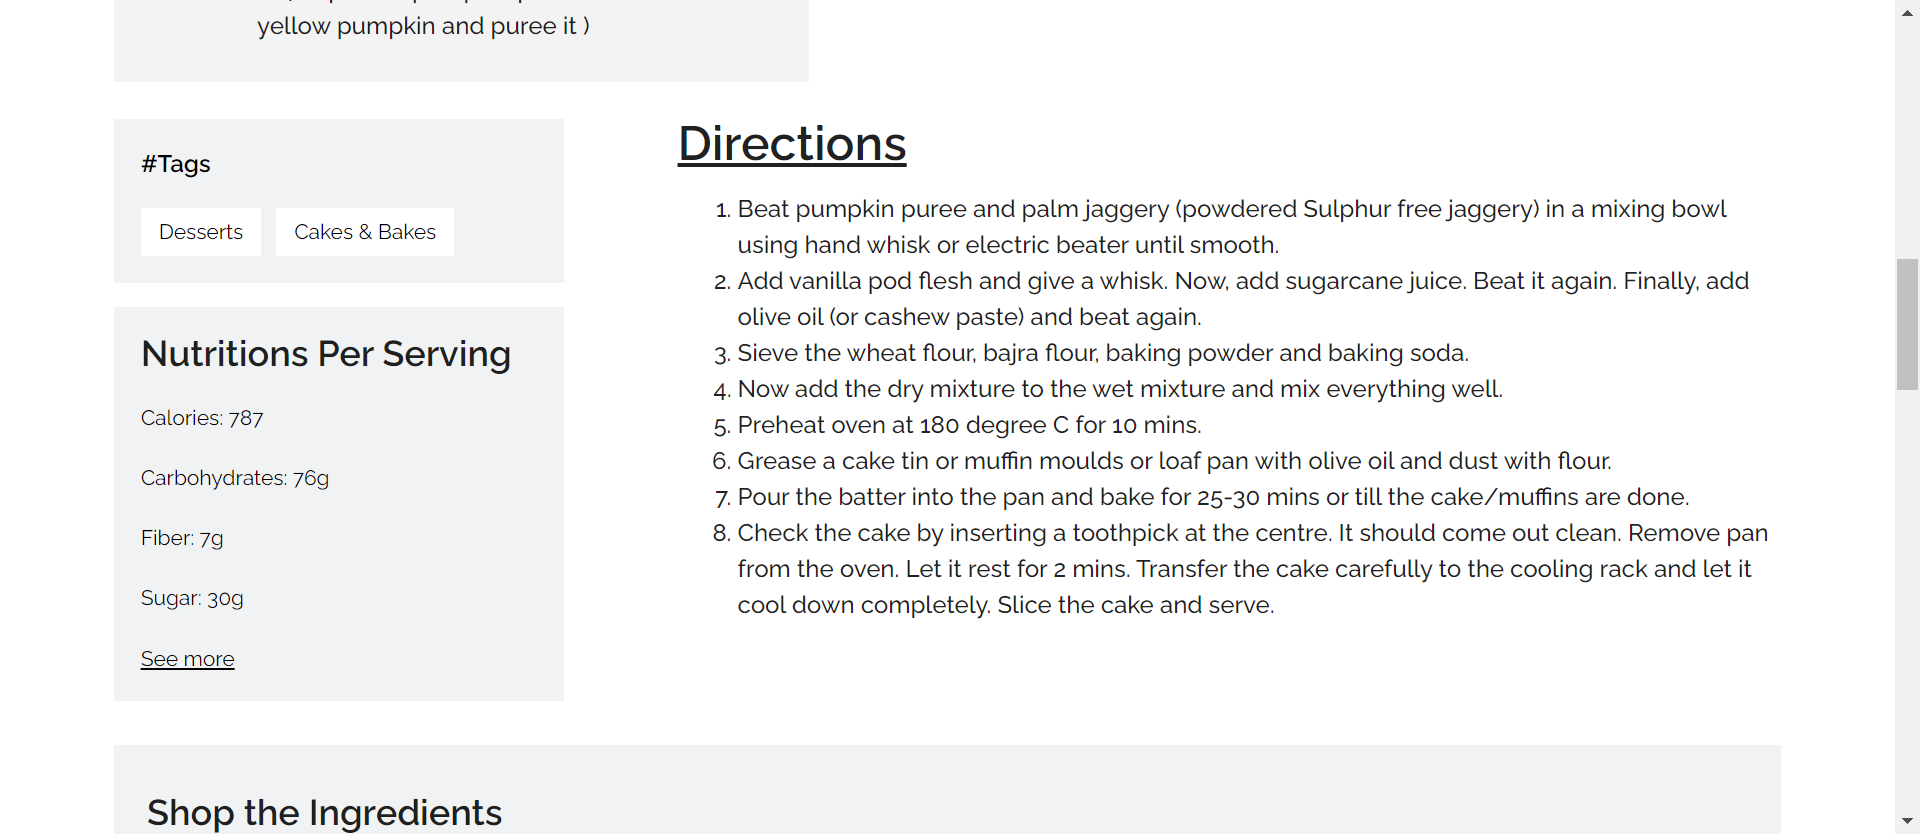 yellow pumpkin and puree it )
#Tags
Desserts
Cakes & Bakes
Nutritions Per Serving
Calories: 787
Carbohydrates: 76g
Fiber: 7g
Sugar: 30g
See more
Directions
1. Beat pumpkin puree and palm jaggery (powdered Sulphur free jaggery) in a mixing bowl
using hand whisk or electric beater until smooth.
2. Add vanilla pod flesh and give a whisk. Now, add sugarcane juice. Beat it again. Finally, add
olive oil (or cashew paste) and beat again.
3. Sieve the wheat flour, bajra flour, baking powder and baking soda.
4. Now add the dry mixture to the wet mixture and mix everything well.
5. Preheat oven at 180 degree C for 10 mins.
6. Grease a cake tin or muffin moulds or loaf pan with olive oil and dust with flour.
7. Pour the batter into the pan and bake for 25-30 mins or till the cake/muffins are done.
8. Check the cake by inserting a toothpick at the centre. It should come out clean. Remove pan
from the oven. Let it rest for 2 mins. Transfer the cake carefully to the cooling rack and let it
cool down completely. Slice the cake and serve.
Shop the Ingredients